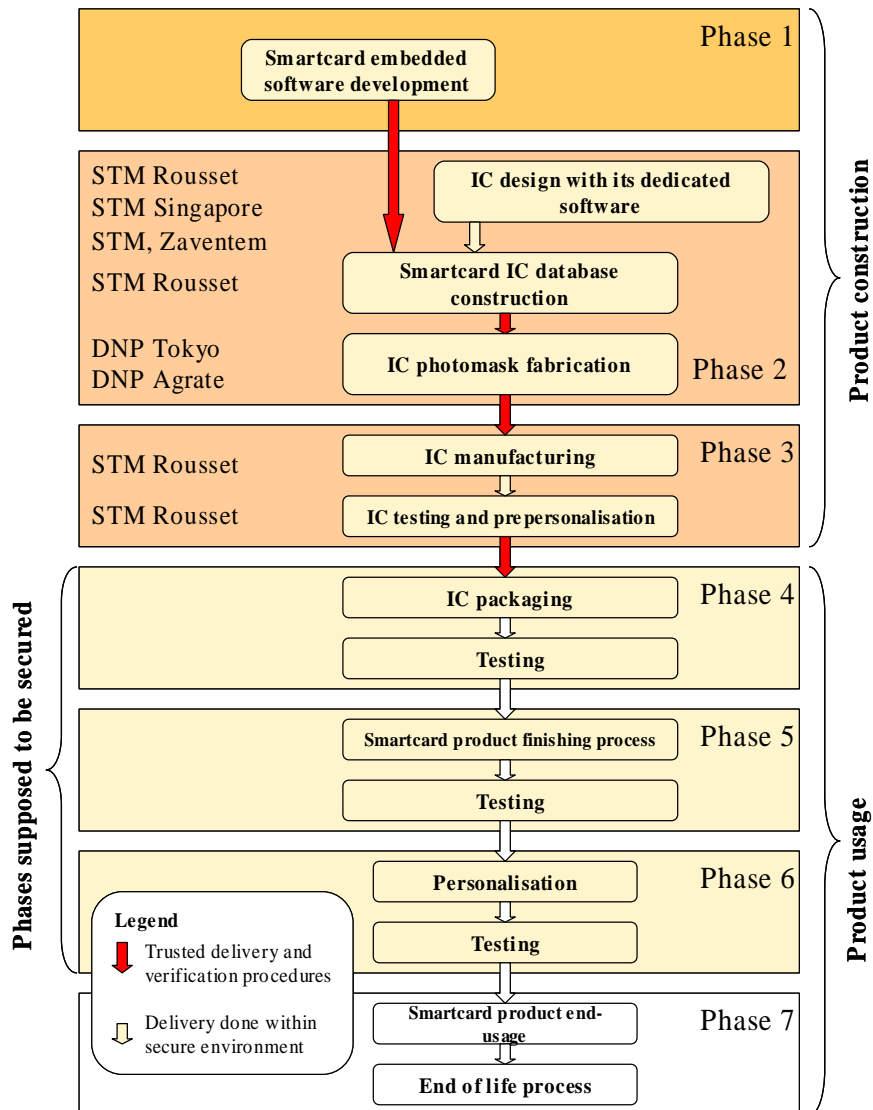 Phase 1
Smartcard embedded
software development
STM Rousset
STM Singapore
STM, Zaventem
STM Rousset
IC design with its dedicated
software
Smartcard IC database
construction
DNP Tokyo
DNP Agrate
IC photomask fabrication
Phase 2
Product construction
Phase 3
STM Rousset
IC manufacturing
STM Rousset
IC testing and prepersonalisation
Phases supposed to be secured
Phase 4
IC packaging
Testing
Phase 5
Smartcard product finishing process
Testing
Product usage
Phase 6
Personalisation
Testing
Legend
Trusted delivery and
verification procedures
Delivery done within
secure environment
Phase 7
Smartcard product end-
usage
End of life process